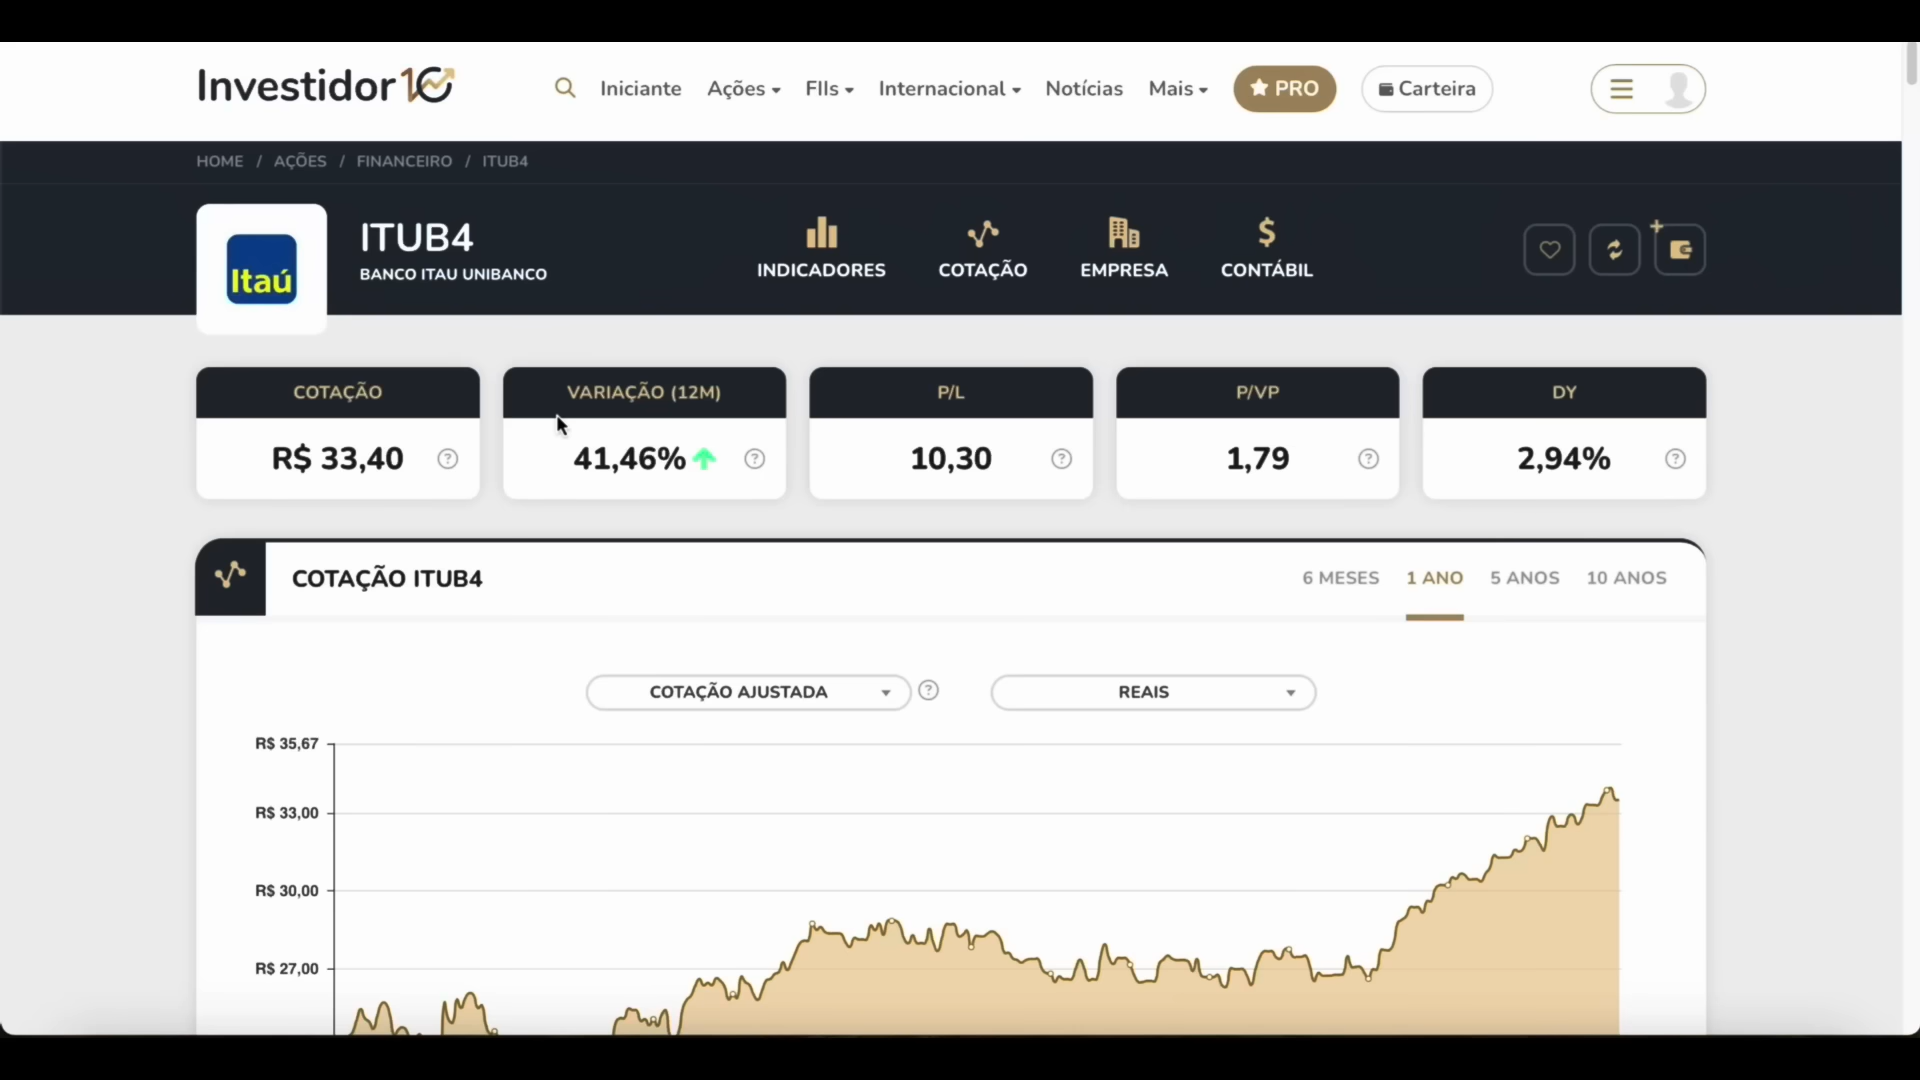 Investidor10
Iniciante Ações FIIs Internacional Notícias Mais PRO Carteira
HOME / AÇÕES / FINANCEIRO / ITUB4
Itaú
ITUB4
BANCO ITAU UNIBANCO
INDICADORES COTAÇÃO EMPRESA CONTÁBIL
COTAÇÃO VARIAÇÃO (12M) P/L P/VP DY
R$ 33,40 ? 41,46% ? 10,30 ? 1,79 ? 2,94% ?
COTAÇÃO ITUB4
6 MESES 1 ANO 5 ANOS 10 ANOS
COTAÇÃO AJUSTADA ? REAIS
R$ 35,67
R$ 33,00
R$ 30,00
R$ 27,00